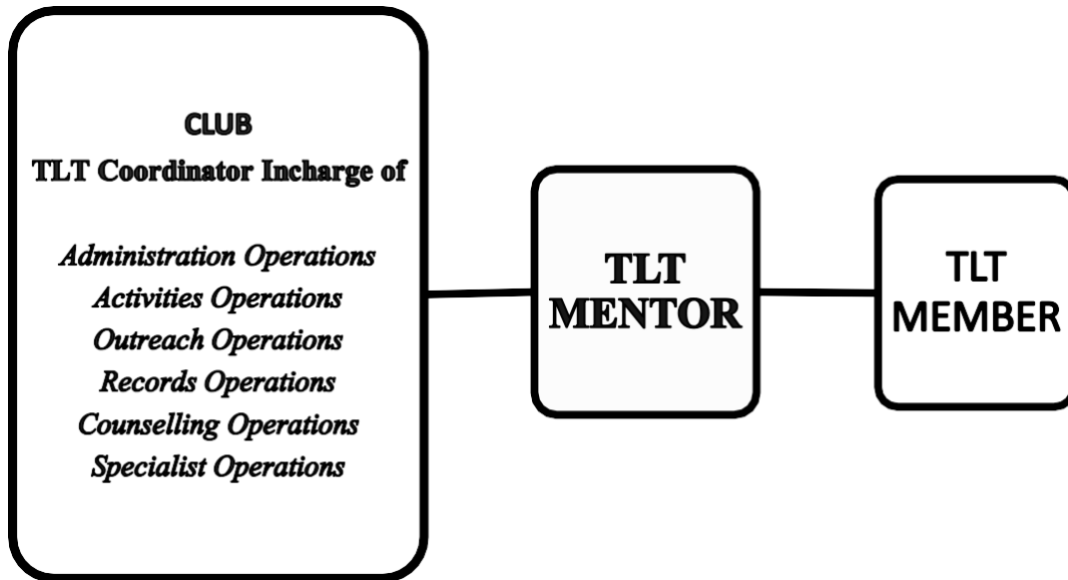 CLUB
TLT Coordinator Incharge of
Administration Operations
Activities Operations
Outreach Operations
Records Operations
Counselling Operations
Specialist Operations
TLT
MENTOR
TLT
MEMBER